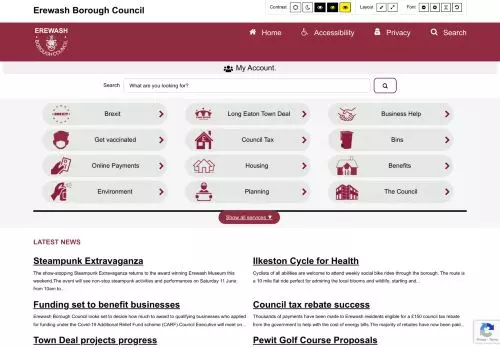 Erewash Borough Council
Contrast
Layout
Font
EREWASH
BOROUGH COUNCIL
Home
Accessibility
Privacy
Search
My Account.
Search
What are you looking for?
Brexit
Long Eaton Town Deal
Business Help
Get vaccinated
Council Tax
Bins
Online Payments
Housing
Benefits
Environment
Planning
The Council
Show all services ▼
LATEST NEWS
Steampunk Extravaganza
The show-stopping Steampunk Extravaganza returns to the award winning Erewash Museum this
weekend.The event will see non-stop steampunk activities and performances on Saturday 11 June
from 10am to..
Ilkeston Cycle for Health
Cyclists of all abilities are welcome to attend weekly social bike rides through the borough. The route is
a 10 mile flat ride perfect for admiring the local blooms and wildlife, starting and...
Funding set to benefit businesses
Erewash Borough Council looks set to decide how much to award to qualifying businesses who applied
for funding under the Covid-19 Additional Relief Fund scheme (CARF).Council Executive will meet on...
Council tax rebate success
Thousands of payments have been made to Erewash residents eligible for a £150 council tax rebate
from the government to help with the cost of energy bills.The majority of rebates have now been paid...
Town Deal projects progress
Pewit Golf Course Proposals
Privacy - Terms